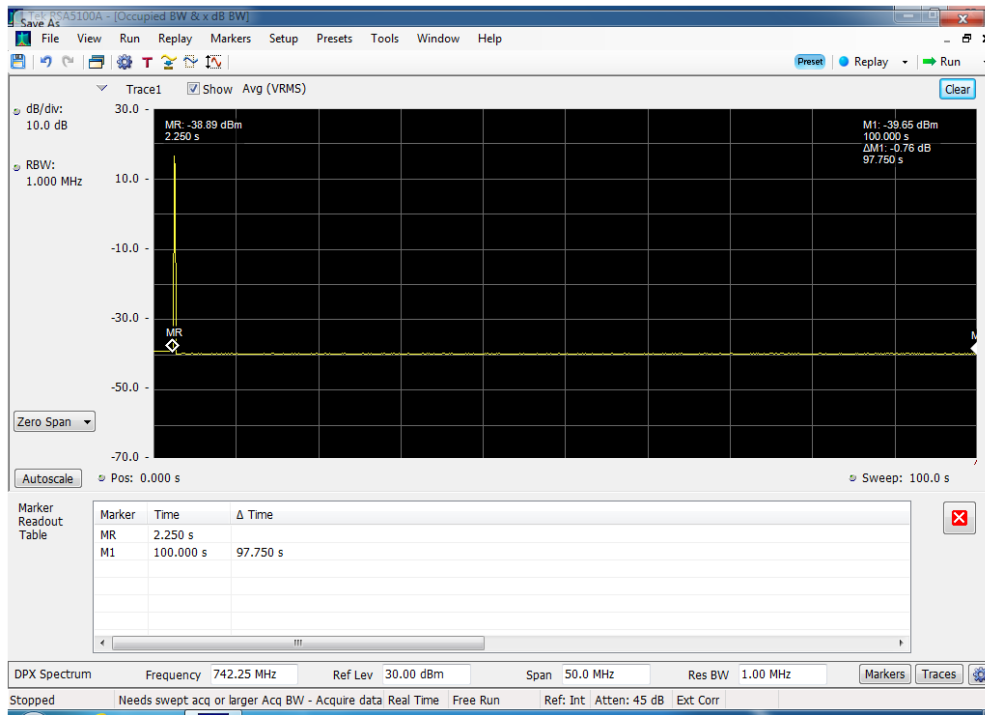 Tek RSA5100A - [Occupied BW & x dB BW]
Save As
File View Run Replay Markers Setup Presets Tools Window Help
T Preset Replay Run
Trace1 Show Avg (VRMS) Clear
dB/div:
10.0 dB
RBW:
1.000 MHz
30.0 -
10.0 -
-10.0 -
-30.0 -
-50.0 -
-70.0 -
MR: -38.89 dBm
2.250 s
M1: -39.65 dBm
100.000 s
ΔM1: -0.76 dB
97.750 s
MR
M
Zero Span
Autoscale Pos: 0.000 s Sweep: 100.0 s
Marker
Readout
Table
Marker Time Δ Time
MR 2.250 s
M1 100.000 s 97.750 s
DPX Spectrum Frequency 742.25 MHz Ref Lev 30.00 dBm Span 50.0 MHz Res BW 1.00 MHz Markers Traces
Stopped Needs swept acq or larger Acq BW - Acquire data Real Time Free Run Ref: Int Atten: 45 dB Ext Corr